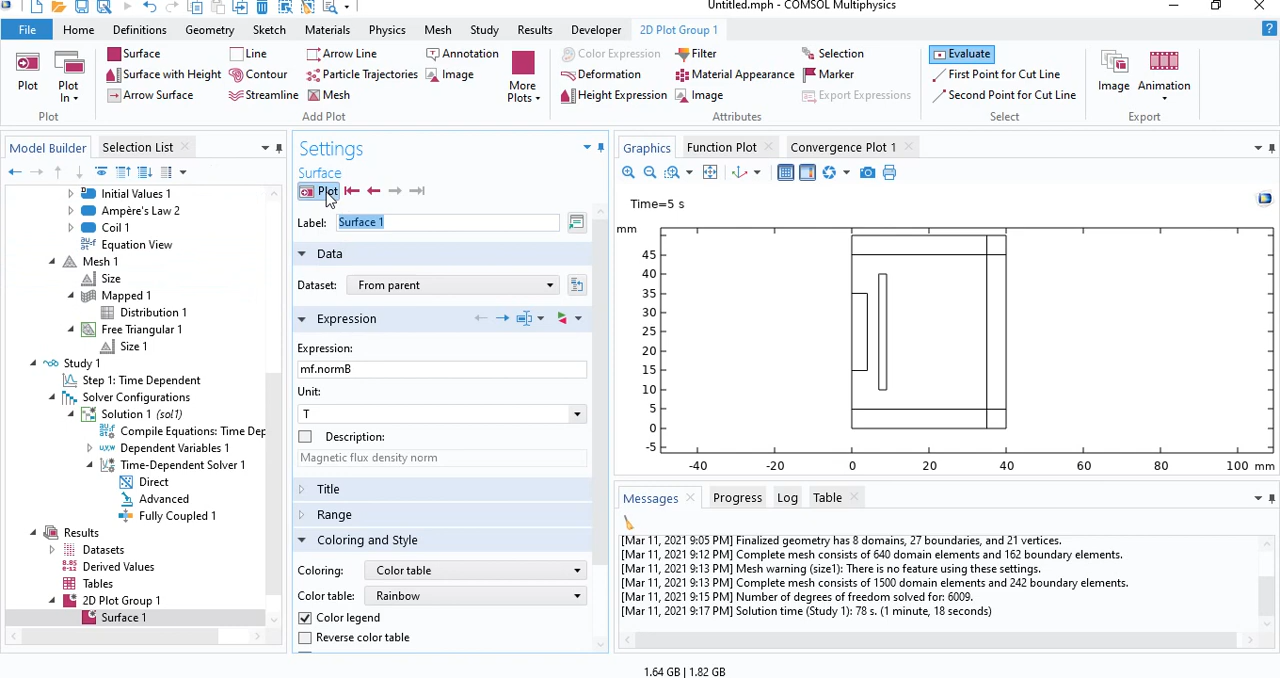 Untitled.mph - COMSOL Multiphysics
File Home Definitions Geometry Sketch Materials Physics Mesh Study Results Developer 2D Plot Group 1
Plot
Plot In
Plot
Surface Line Arrow Line Annotation
Surface with Height Contour Particle Trajectories Image
Arrow Surface Streamline Mesh
More Plots
Add Plot
Color Expression Filter Selection
Deformation Material Appearance Marker
Height Expression Image Export Expressions
Attributes
Evaluate
First Point for Cut Line
Second Point for Cut Line
Select
Image Animation
Export
Model Builder Selection List
Initial Values 1
Ampère's Law 2
Coil 1
Equation View
Mesh 1
Size
Mapped 1
Distribution 1
Free Triangular 1
Size 1
Study 1
Step 1: Time Dependent
Solver Configurations
Solution 1 (sol1)
Compile Equations: Time Dep
Dependent Variables 1
Time-Dependent Solver 1
Direct
Advanced
Fully Coupled 1
Results
Datasets
8.85
e-12
Derived Values
Tables
2D Plot Group 1
Surface 1
Settings
Surface
Plot
Label: Surface 1
Data
Dataset: From parent
Expression
Expression:
mf.normB
Unit:
T
Description:
Magnetic flux density norm
Title
Range
Coloring and Style
Coloring: Color table
Color table: Rainbow
Color legend
Reverse color table
Graphics Function Plot Convergence Plot 1
Time=5 s
mm
45
40
35
30
25
20
15
10
5
0
-5
-40 -20 0 20 40 60 80 100 mm
Messages Progress Log Table
[Mar 11, 2021 9:05 PM] Finalized geometry has 8 domains, 27 boundaries, and 21 vertices.
[Mar 11, 2021 9:12 PM] Complete mesh consists of 640 domain elements and 162 boundary elements.
[Mar 11, 2021 9:13 PM] Mesh warning (size1): There is no feature using these settings.
[Mar 11, 2021 9:13 PM] Complete mesh consists of 1500 domain elements and 242 boundary elements.
[Mar 11, 2021 9:15 PM] Number of degrees of freedom solved for: 6009.
[Mar 11, 2021 9:17 PM] Solution time (Study 1): 78 s. (1 minute, 18 seconds)
1.64 GB | 1.82 GB